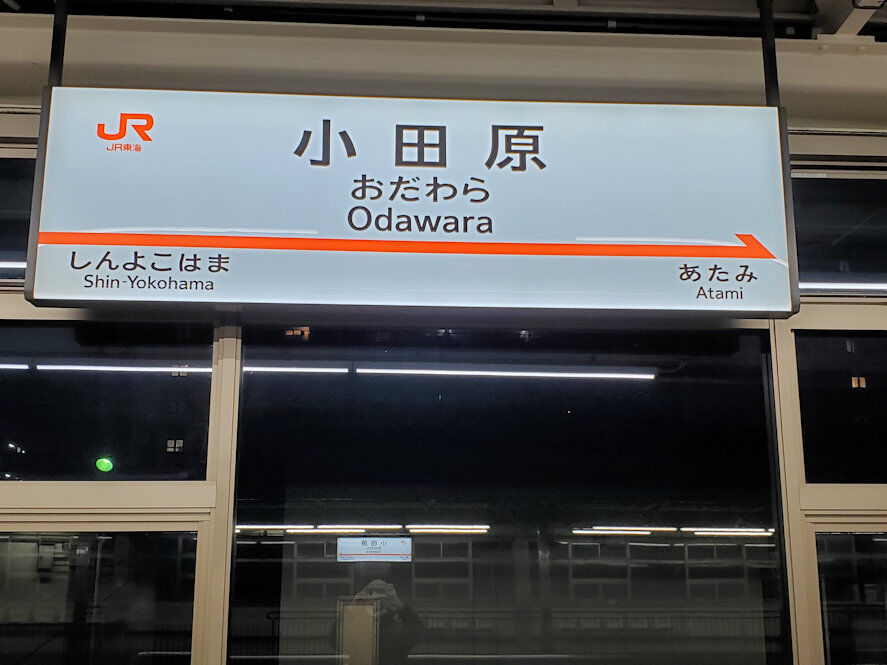 JR
JR東海
小田原
おだわら
Odawara
しんよこはま
Shin-Yokohama
あたみ
Atami